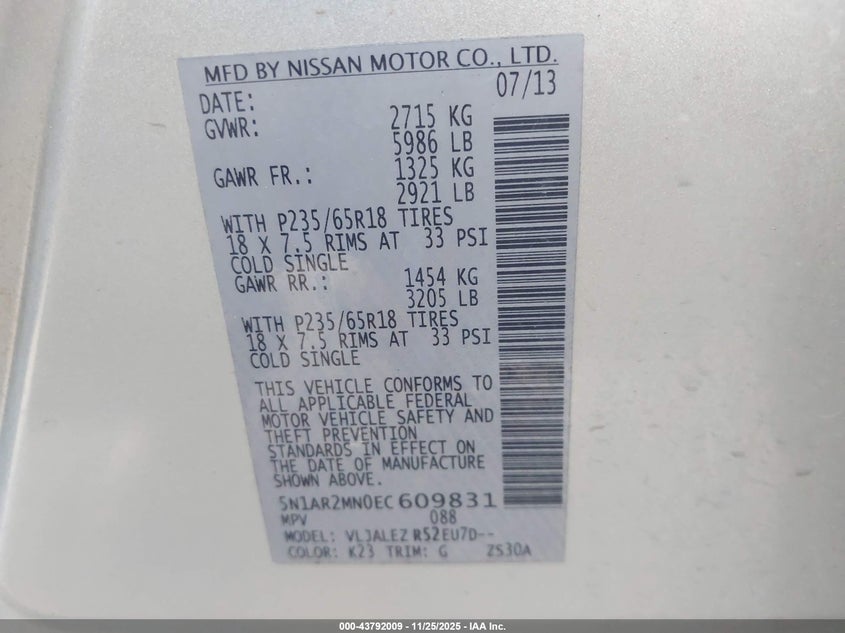 MFD BY NISSAN MOTOR CO., LTD.
DATE: 07/13
GVWR: 2715 KG
5986 LB
GAWR FR.: 1325 KG
2921 LB
WITH P235/65R18 TIRES
18 X 7.5 RIMS AT 33 PSI
COLD SINGLE
GAWR RR.: 1454 KG
3205 LB
WITH P235/65R18 TIRES
18 X 7.5 RIMS AT 33 PSI
COLD SINGLE
THIS VEHICLE CONFORMS TO
ALL APPLICABLE FEDERAL
MOTOR VEHICLE SAFETY AND
THEFT PREVENTION
STANDARDS IN EFFECT ON
THE DATE OF MANUFACTURE
SHOWN ABOVE.
5N1AR2MN0EC609831
MPV 088
MODEL: VLJALEZ R52EU7D--
COLOR: K23 TRIM: G ZS30A
000-43792009 - 11/25/2025 - IAA Inc.